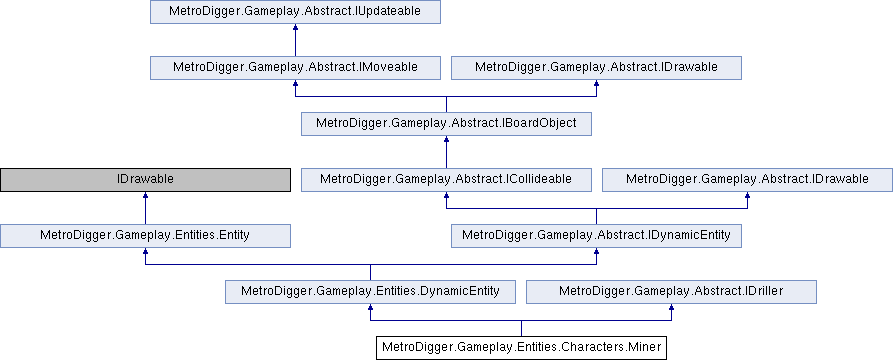 MetroDigger.Gameplay.Abstract.IUpdateable
MetroDigger.Gameplay.Abstract.IMoveable
MetroDigger.Gameplay.Abstract.IDrawable
MetroDigger.Gameplay.Abstract.IBoardObject
IDrawable
MetroDigger.Gameplay.Abstract.ICollideable
MetroDigger.Gameplay.Abstract.IDrawable
MetroDigger.Gameplay.Entities.Entity
MetroDigger.Gameplay.Abstract.IDynamicEntity
MetroDigger.Gameplay.Entities.DynamicEntity
MetroDigger.Gameplay.Abstract.IDriller
MetroDigger.Gameplay.Entities.Characters.Miner